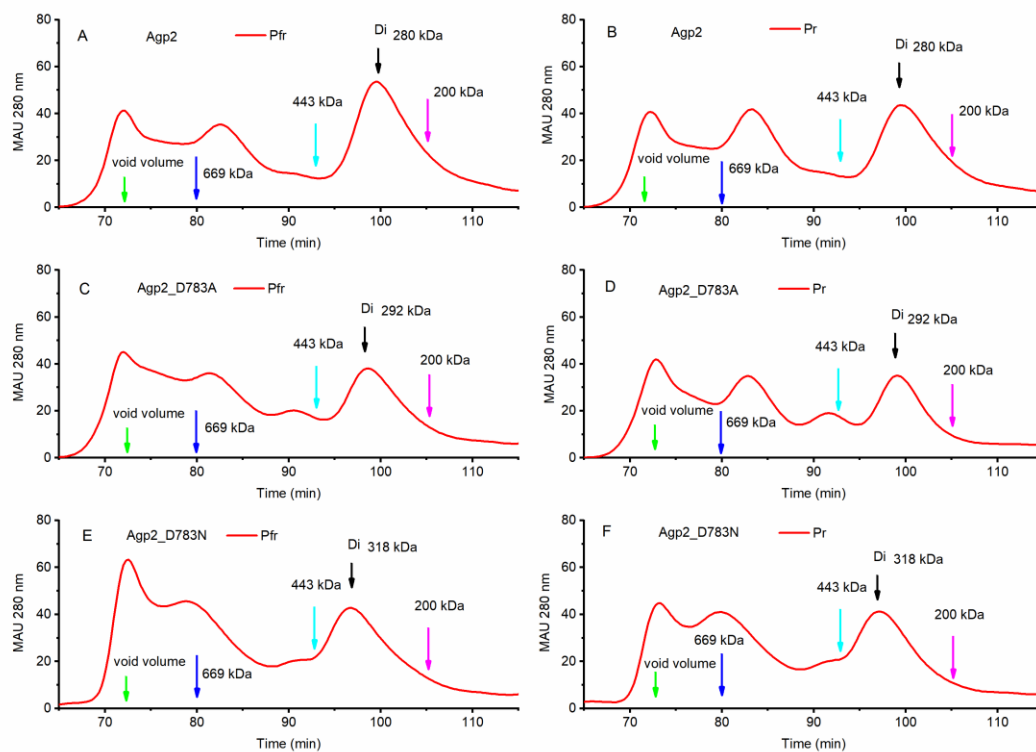 A Agp2 Pfr
Di 280 kDa
443 kDa
200 kDa
void volume
669 kDa
MAU 280 nm
80
60
40
20
0
70 80 90 100 110
Time (min)
B Agp2 Pr
Di 280 kDa
443 kDa
200 kDa
void volume
669 kDa
MAU 280 nm
80
60
40
20
0
70 80 90 100 110
Time (min)
C Agp2_D783A Pfr
Di 292 kDa
443 kDa
200 kDa
void volume
669 kDa
MAU 280 nm
80
60
40
20
0
70 80 90 100 110
Time (min)
D Agp2_D783A Pr
Di 292 kDa
443 kDa
200 kDa
void volume
669 kDa
MAU 280 nm
80
60
40
20
0
70 80 90 100 110
Time (min)
E Agp2_D783N Pfr
Di 318 kDa
443 kDa
200 kDa
void volume
669 kDa
MAU 280 nm
80
60
40
20
0
70 80 90 100 110
Time (min)
F Agp2_D783N Pr
Di 318 kDa
443 kDa
200 kDa
669 kDa
void volume
MAU 280 nm
80
60
40
20
0
70 80 90 100 110
Time (min)